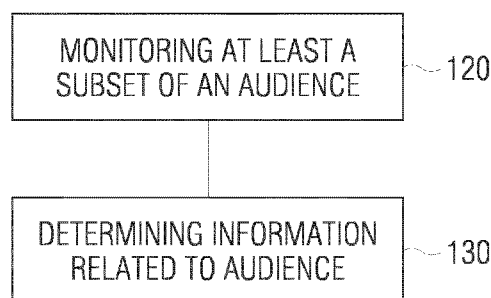 MONITORING AT LEAST A
SUBSET OF AN AUDIENCE
120
DETERMINING INFORMATION
RELATED TO AUDIENCE
130